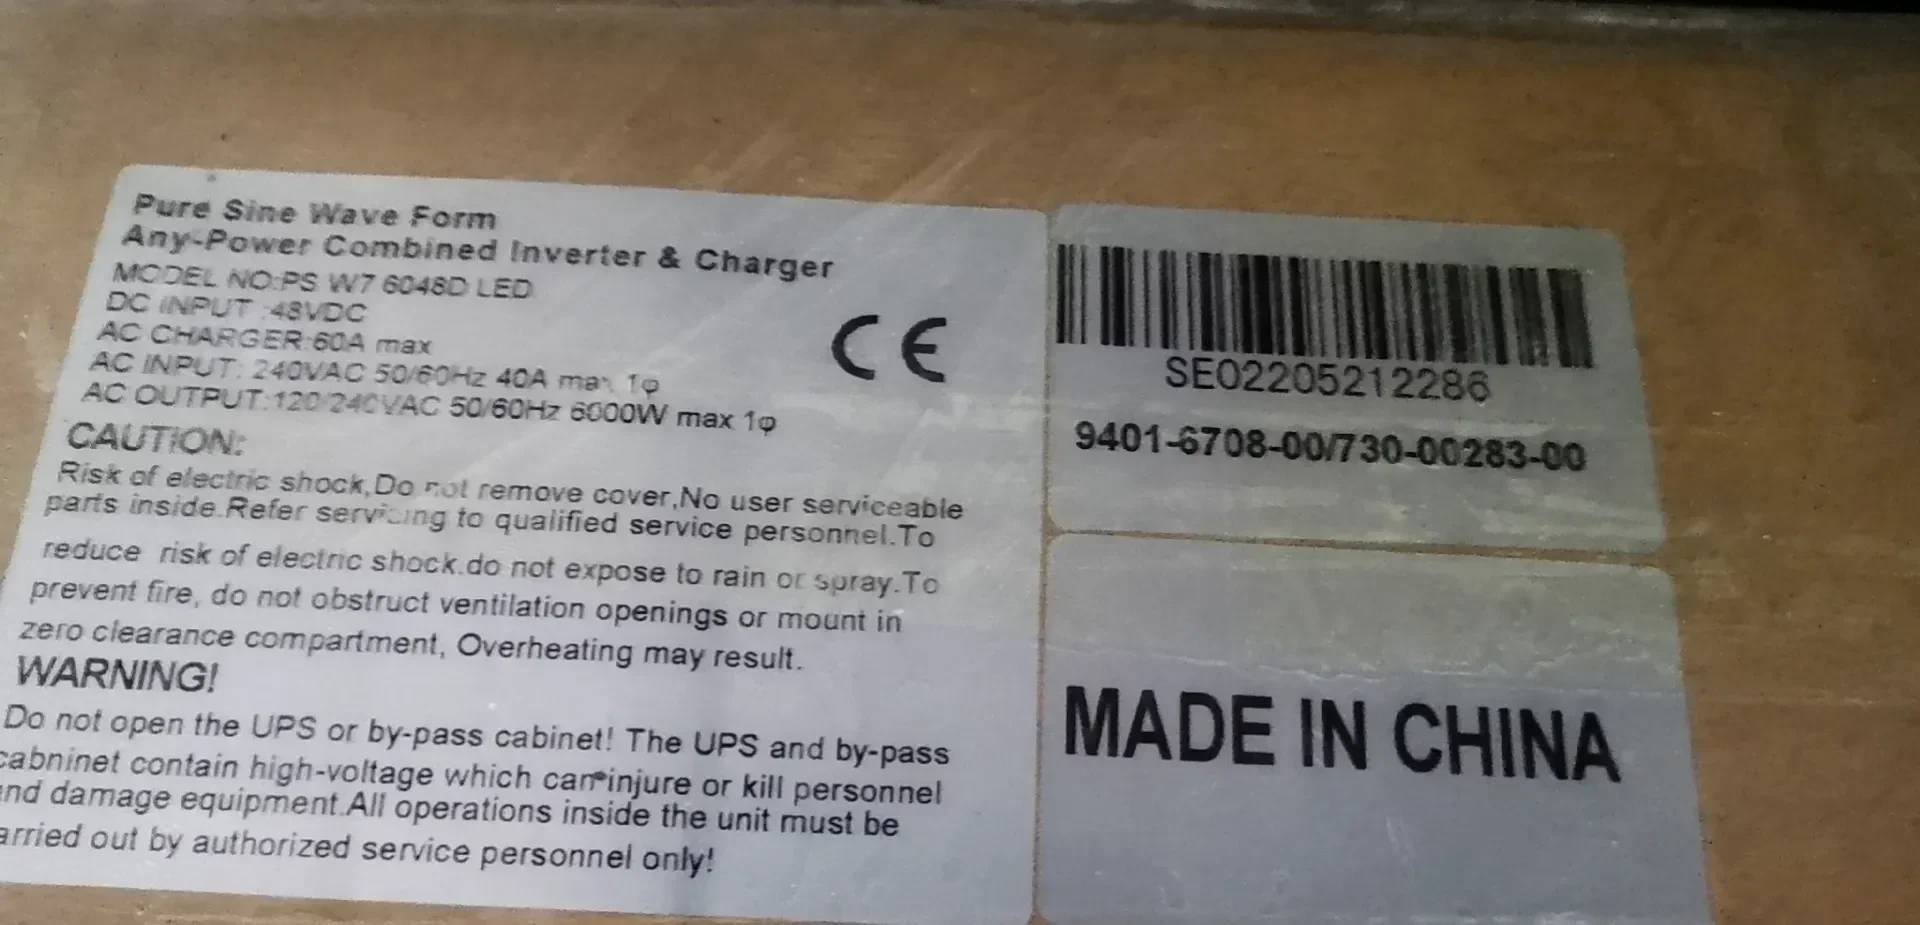 Pure Sine Wave Form
Any-Power Combined Inverter & Charger
MODEL NO:PS W7 6048D LED
DC INPUT :48VDC
AC CHARGER:60A max
AC INPUT: 240VAC 50/60Hz 40A max 1φ
AC OUTPUT:120/240VAC 50/60Hz 6000W max 1φ
CE
CAUTION:
Risk of electric shock,Do not remove cover,No user serviceable
parts inside.Refer servicing to qualified service personnel.To
reduce risk of electric shock.do not expose to rain or spray.To
prevent fire, do not obstruct ventilation openings or mount in
zero clearance compartment, Overheating may result.
WARNING!
Do not open the UPS or by-pass cabinet! The UPS and by-pass
cabninet contain high-voltage which can injure or kill personnel
and damage equipment.All operations inside the unit must be
arried out by authorized service personnel only!
SE02205212286
9401-6708-00/730-00283-00
MADE IN CHINA